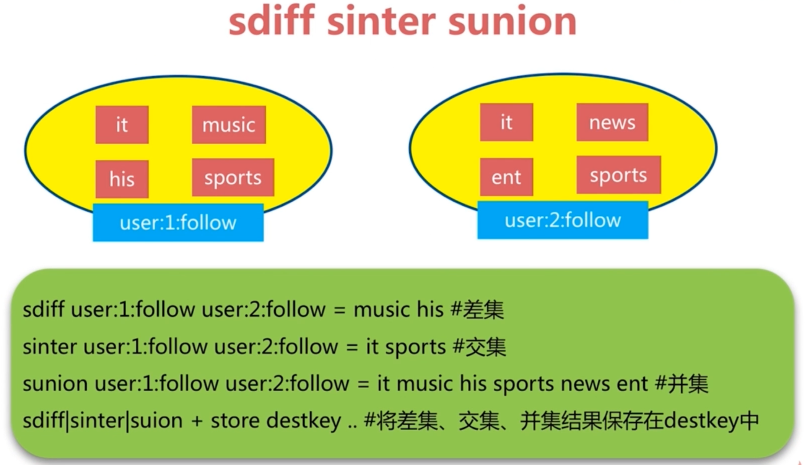 sdiff sinter sunion
it music
his sports
user:1:follow
it news
ent sports
user:2:follow
sdiff user:1:follow user:2:follow = music his #差集
sinter user:1:follow user:2:follow = it sports #交集
sunion user:1:follow user:2:follow = it music his sports news ent #并集
sdiff|sinter|suion + store destkey .. #将差集、交集、并集结果保存在destkey中